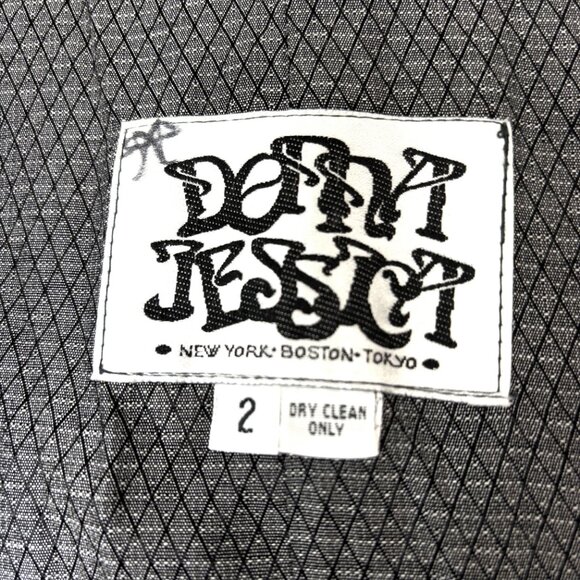 DONNA
JESSICA
• NEW YORK • BOSTON • TOKYO •
2
DRY CLEAN
ONLY